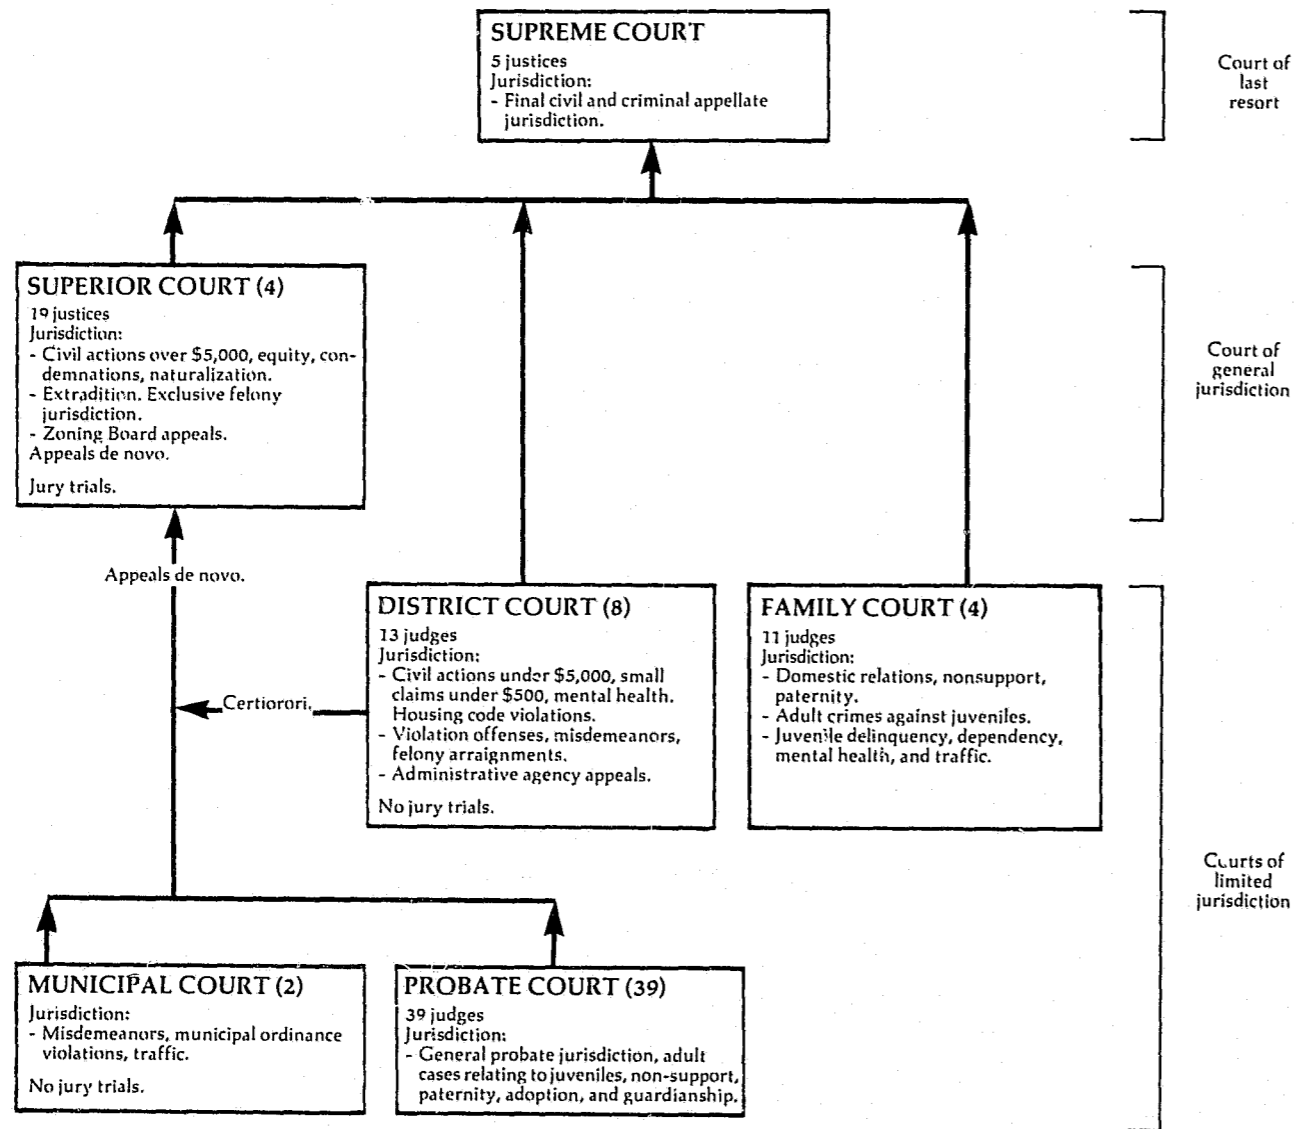 SUPREME COURT
5 justices
Jurisdiction:
- Final civil and criminal appellate
jurisdiction.
Court of
last
resort
SUPERIOR COURT (4)
19 justices
Jurisdiction:
- Civil actions over $5,000, equity, con-
demnations, naturalization.
- Extradition. Exclusive felony
jurisdiction.
- Zoning Board appeals.
Appeals de novo.
Jury trials.
Court of
general
jurisdiction
Appeals de novo.
DISTRICT COURT (8)
13 judges
Jurisdiction:
- Civil actions under $5,000, small
claims under $500, mental health.
Housing code violations.
- Violation offenses, misdemeanors,
felony arraignments.
- Administrative agency appeals.
No jury trials.
Certiorori.
FAMILY COURT (4)
11 judges
Jurisdiction:
- Domestic relations, nonsupport,
paternity.
- Adult crimes against juveniles.
- Juvenile delinquency, dependency,
mental health, and traffic.
Courts of
limited
jurisdiction
MUNICIPAL COURT (2)
Jurisdiction:
- Misdemeanors, municipal ordinance
violations, traffic.
No jury trials.
PROBATE COURT (39)
39 judges
Jurisdiction:
- General probate jurisdiction, adult
cases relating to juveniles, non-support,
paternity, adoption, and guardianship.